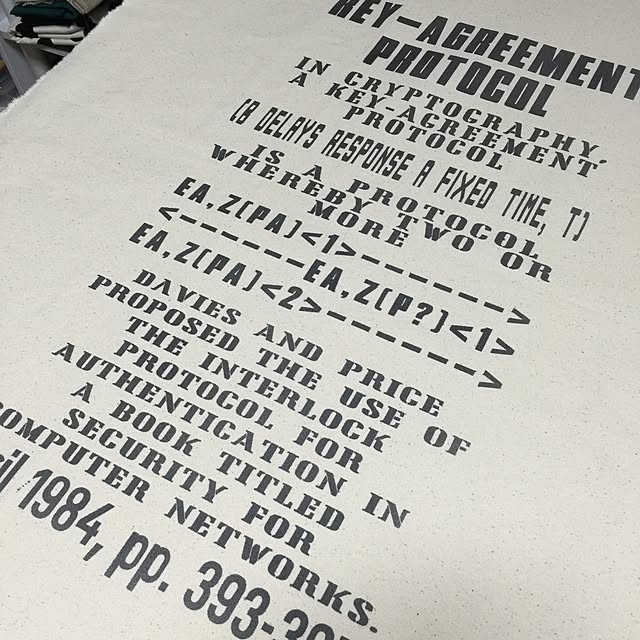 KEY-AGREEMENT
PROTOCOL
IN CRYPTOGRAPHY,
A KEY-AGREEMENT
PROTOCOL
(B DELAYS RESPONSE A FIXED TIME, T)
IS A PROTOCOL
WHEREBY TWO OR
MORE
EA,Z(PA)<1>-------->
<-------EA,Z(P?)<1>
EA,Z(PA)<2>-------->
DAVIES AND PRICE
PROPOSED THE USE OF
THE INTERLOCK
PROTOCOL FOR
AUTHENTICATION IN
A BOOK TITLED
SECURITY FOR
COMPUTER NETWORKS.
1984, pp. 393-